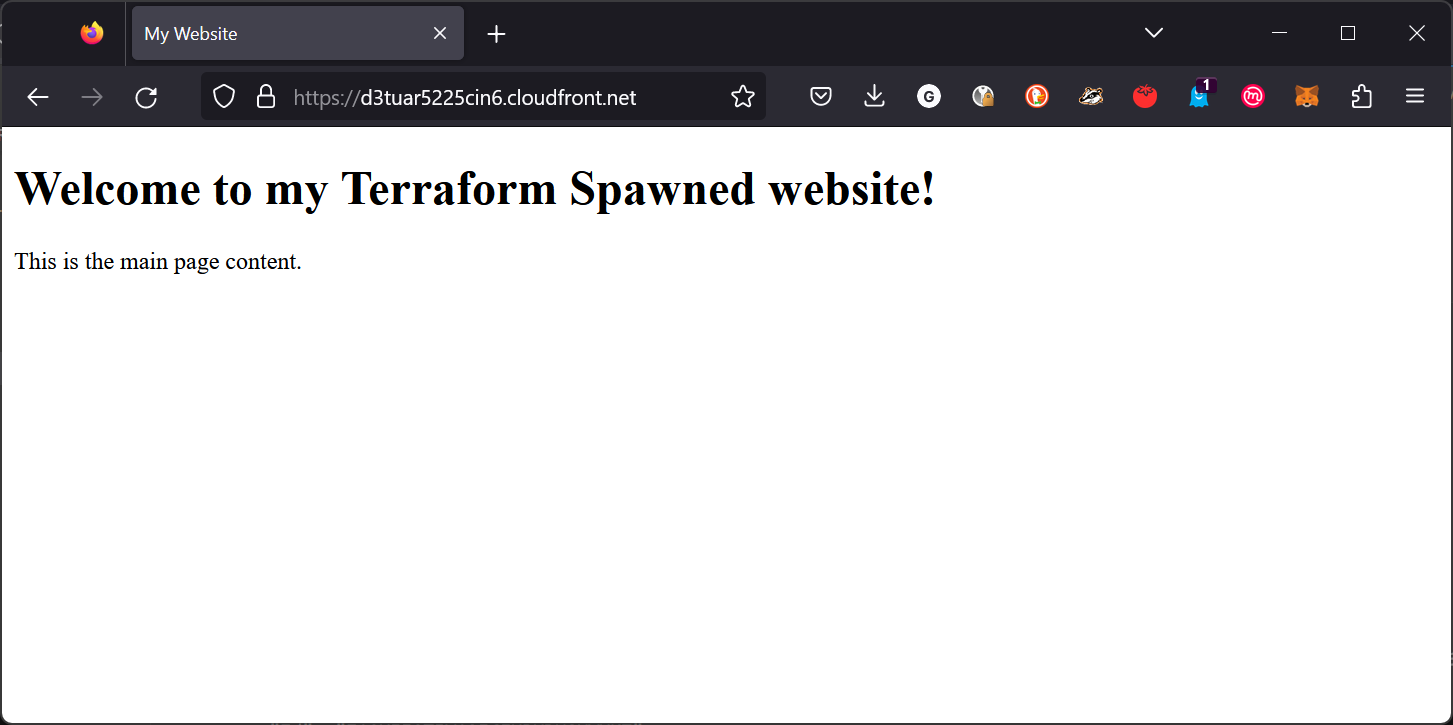 My Website
https://d3tuar5225cin6.cloudfront.net
G
1
m
Welcome to my Terraform Spawned website!
This is the main page content.